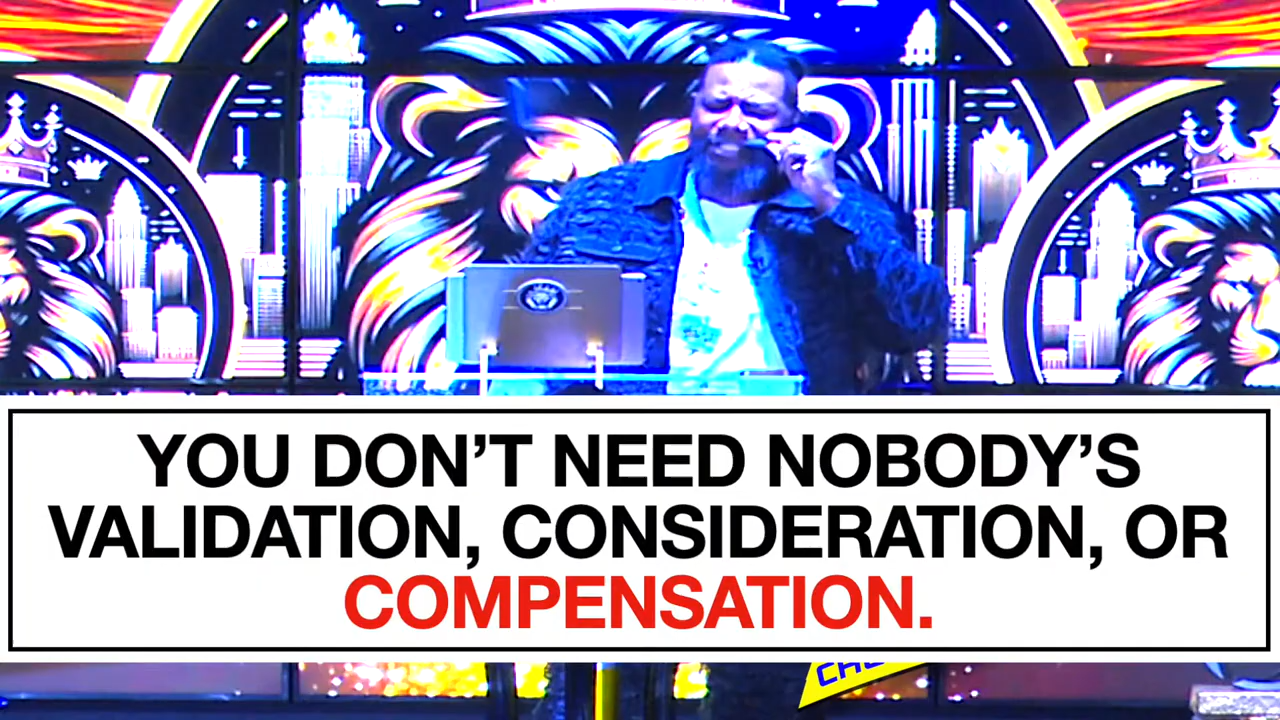 YOU DON'T NEED NOBODY'S
VALIDATION, CONSIDERATION, OR
COMPENSATION.